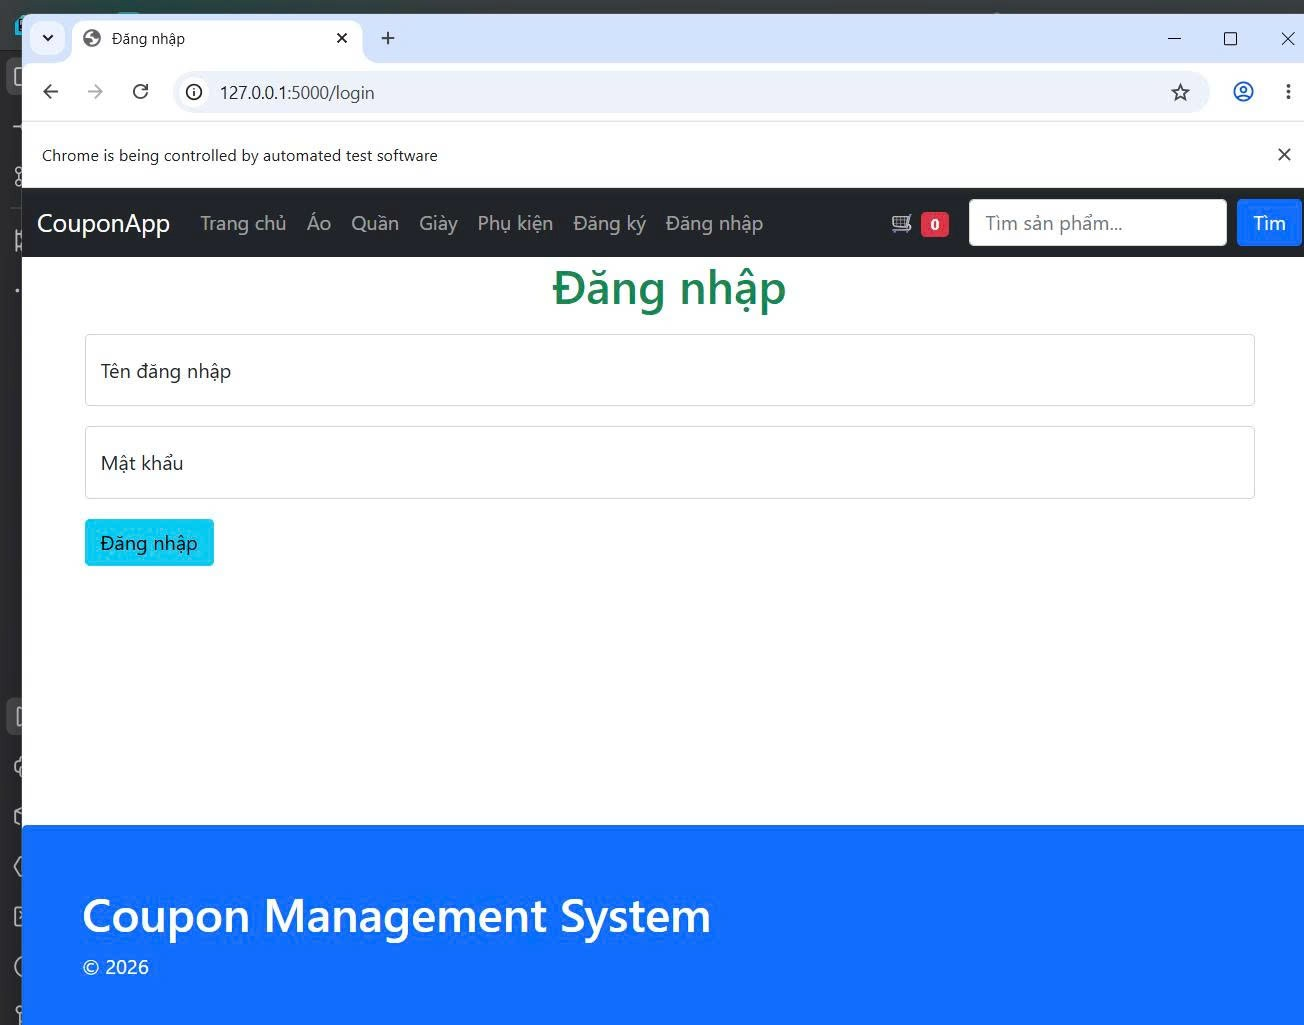 Đăng nhập
127.0.0.1:5000/login
Chrome is being controlled by automated test software
CouponApp Trang chủ Áo Quần Giày Phụ kiện Đăng ký Đăng nhập 0 Tìm sản phẩm... Tìm
Đăng nhập
Tên đăng nhập
Mật khẩu
Đăng nhập
Coupon Management System
© 2026